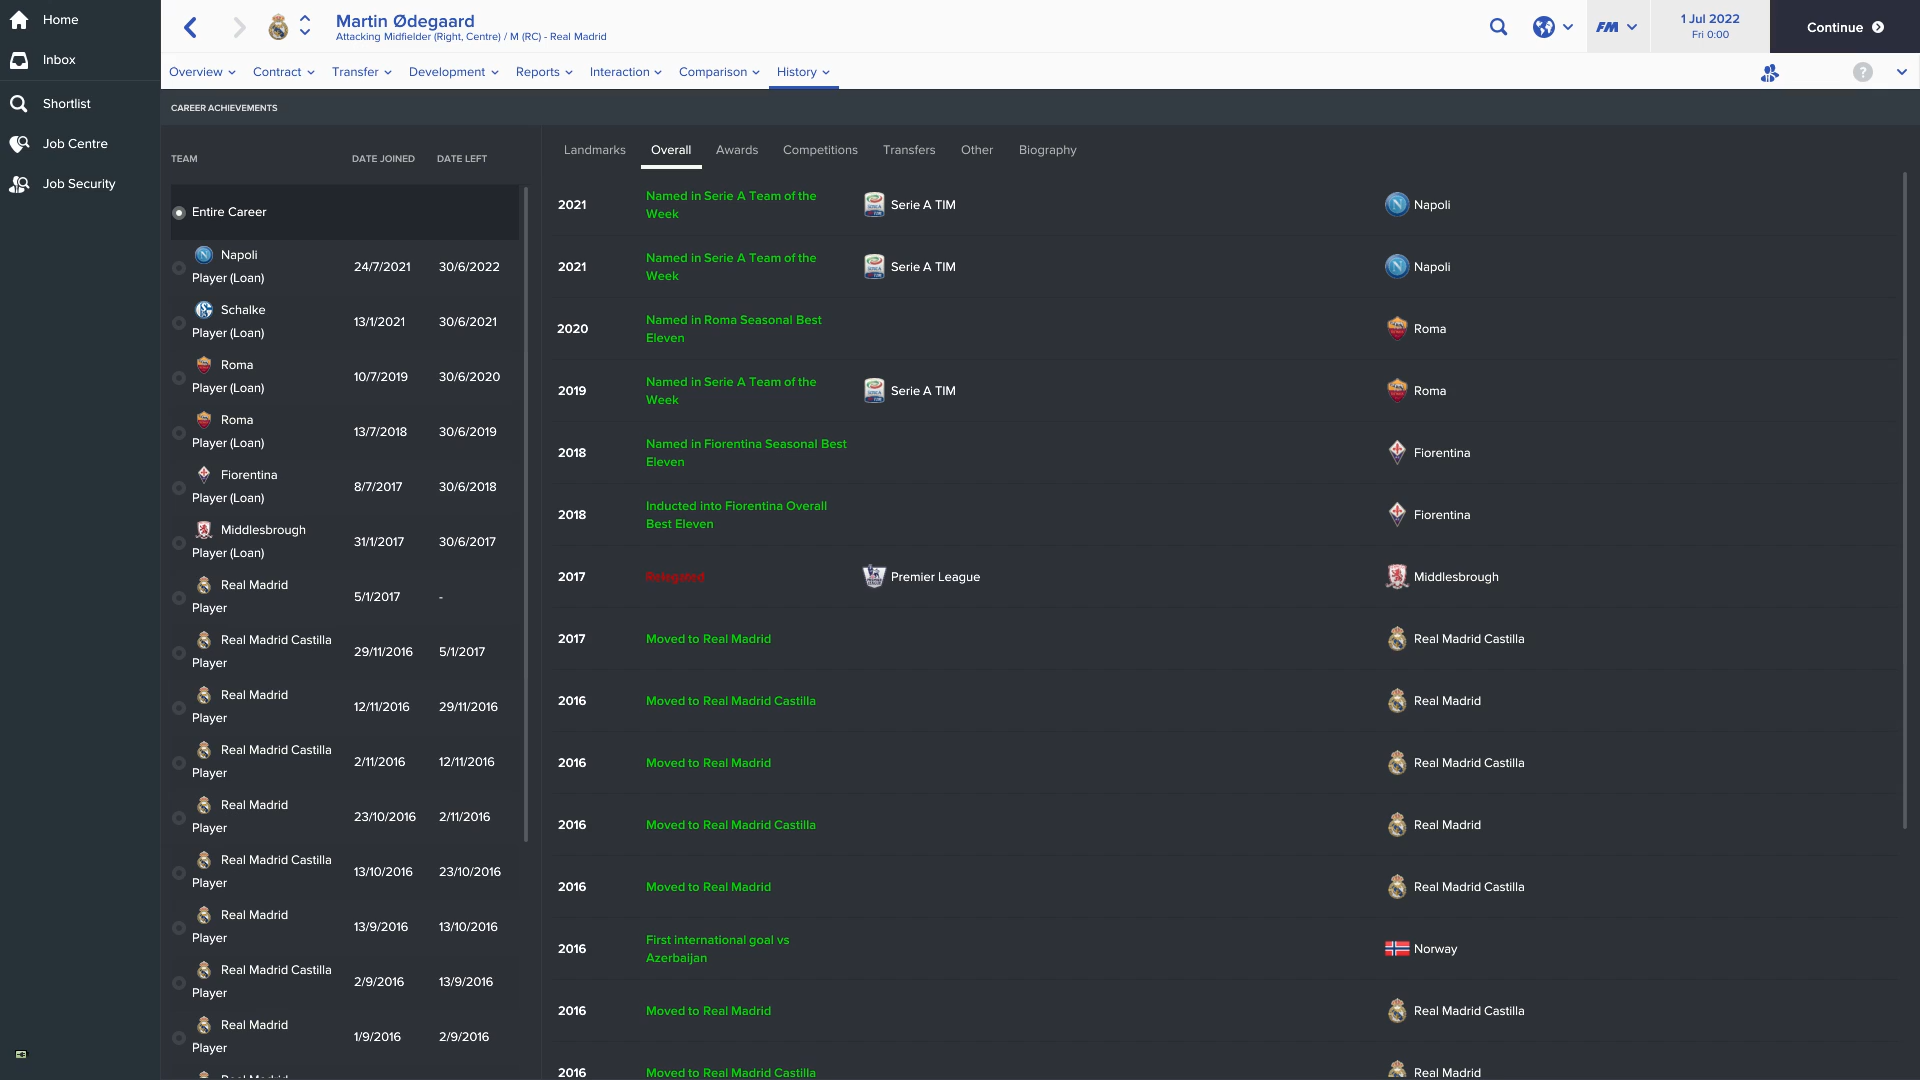 Home
Inbox
Shortlist
Job Centre
Job Security
Martin Ødegaard
Attacking Midfielder (Right, Centre) / M (RC) - Real Madrid
FM
1 Jul 2022
Fri 0:00
Continue
Overview
Contract
Transfer
Development
Reports
Interaction
Comparison
History
?
CAREER ACHIEVEMENTS
TEAM DATE JOINED DATE LEFT
Entire Career
Napoli
Player (Loan)
24/7/2021 30/6/2022
Schalke
Player (Loan)
13/1/2021 30/6/2021
Roma
Player (Loan)
10/7/2019 30/6/2020
Roma
Player (Loan)
13/7/2018 30/6/2019
Fiorentina
Player (Loan)
8/7/2017 30/6/2018
Middlesbrough
Player (Loan)
31/1/2017 30/6/2017
Real Madrid
Player
5/1/2017 -
Real Madrid Castilla
Player
29/11/2016 5/1/2017
Real Madrid
Player
12/11/2016 29/11/2016
Real Madrid Castilla
Player
2/11/2016 12/11/2016
Real Madrid
Player
23/10/2016 2/11/2016
Real Madrid Castilla
Player
13/10/2016 23/10/2016
Real Madrid
Player
13/9/2016 13/10/2016
Real Madrid Castilla
Player
2/9/2016 13/9/2016
Real Madrid
Player
1/9/2016 2/9/2016
Landmarks
Overall
Awards
Competitions
Transfers
Other
Biography
2021 Named in Serie A Team of the
Week
Serie A TIM Napoli
2021 Named in Serie A Team of the
Week
Serie A TIM Napoli
2020 Named in Roma Seasonal Best
Eleven
Roma
2019 Named in Serie A Team of the
Week
Serie A TIM Roma
2018 Named in Fiorentina Seasonal Best
Eleven
Fiorentina
2018 Inducted into Fiorentina Overall
Best Eleven
Fiorentina
2017 Relegated Premier League Middlesbrough
2017 Moved to Real Madrid Real Madrid Castilla
2016 Moved to Real Madrid Castilla Real Madrid
2016 Moved to Real Madrid Real Madrid Castilla
2016 Moved to Real Madrid Castilla Real Madrid
2016 Moved to Real Madrid Real Madrid Castilla
2016 First international goal vs
Azerbaijan
Norway
2016 Moved to Real Madrid Real Madrid Castilla
2016 Moved to Real Madrid Castilla Real Madrid